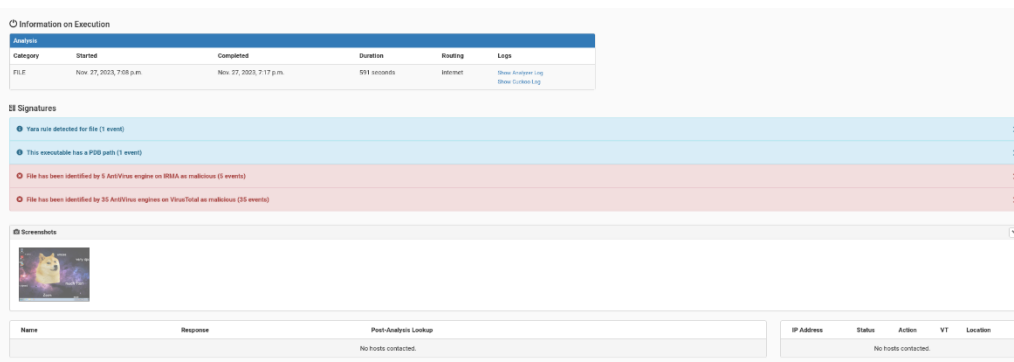 Information on Execution
Analysis
Category Started Completed Duration Routing Logs
FILE Nov. 27, 2023, 7:08 p.m. Nov. 27, 2023, 7:17 p.m. 591 seconds internet Show Analyzer Log
Show Cuckoo Log
Signatures
Yara rule detected for file (1 event)
This executable has a PDB path (1 event)
File has been identified by 5 AntiVirus engine on IRMA as malicious (5 events)
File has been identified by 35 AntiVirus engines on VirusTotal as malicious (35 events)
Screenshots
Name Response Post-Analysis Lookup
No hosts contacted.
IP Address Status Action VT Location
No hosts contacted.